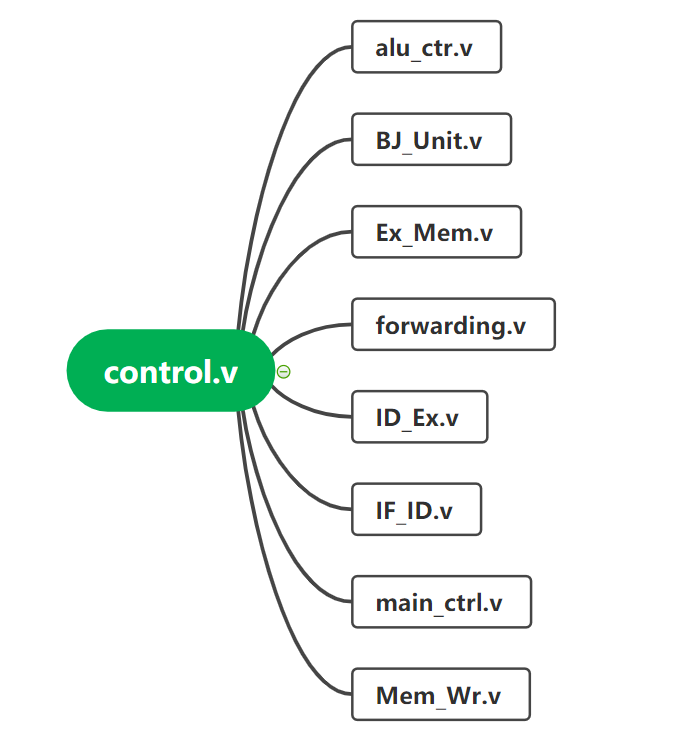 alu_ctr.v
BJ_Unit.v
Ex_Mem.v
forwarding.v
control.v
ID_Ex.v
IF_ID.v
main_ctrl.v
Mem_Wr.v